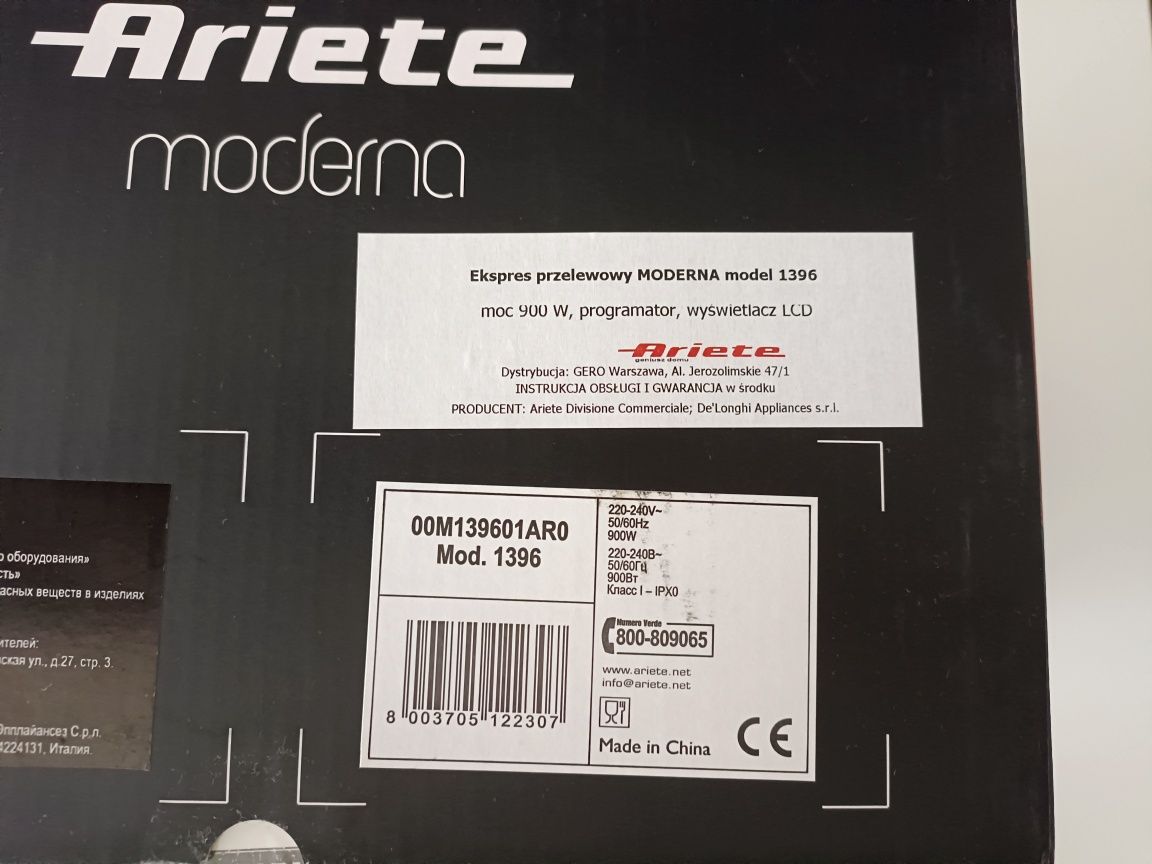 Ariete
moderna
Ekspres przelewowy MODERNA model 1396
moc 900 W, programator, wyświetlacz LCD
Ariete
geniusz domu
Dystrybucja: GERO Warszawa, Al. Jerozolimskie 47/1
INSTRUKCJA OBSŁUGI I GWARANCJA w środku
PRODUCENT: Ariete Divisione Commerciale; De'Longhi Appliances s.r.l.
оборудования»
асных веществ в изделиях
ителей:
ская ул., д.27, стр. 3.
Эпплайансез С.р.л.
4224131, Италия.
00M139601AR0
Mod. 1396
8 003705 122307
220-240V~
50/60Hz
900W
220-240В~
50/60Гц
900Вт
Класс I – IPX0
Numero Verde
800-809065
www.ariete.net
info@ariete.net
Made in China
CE